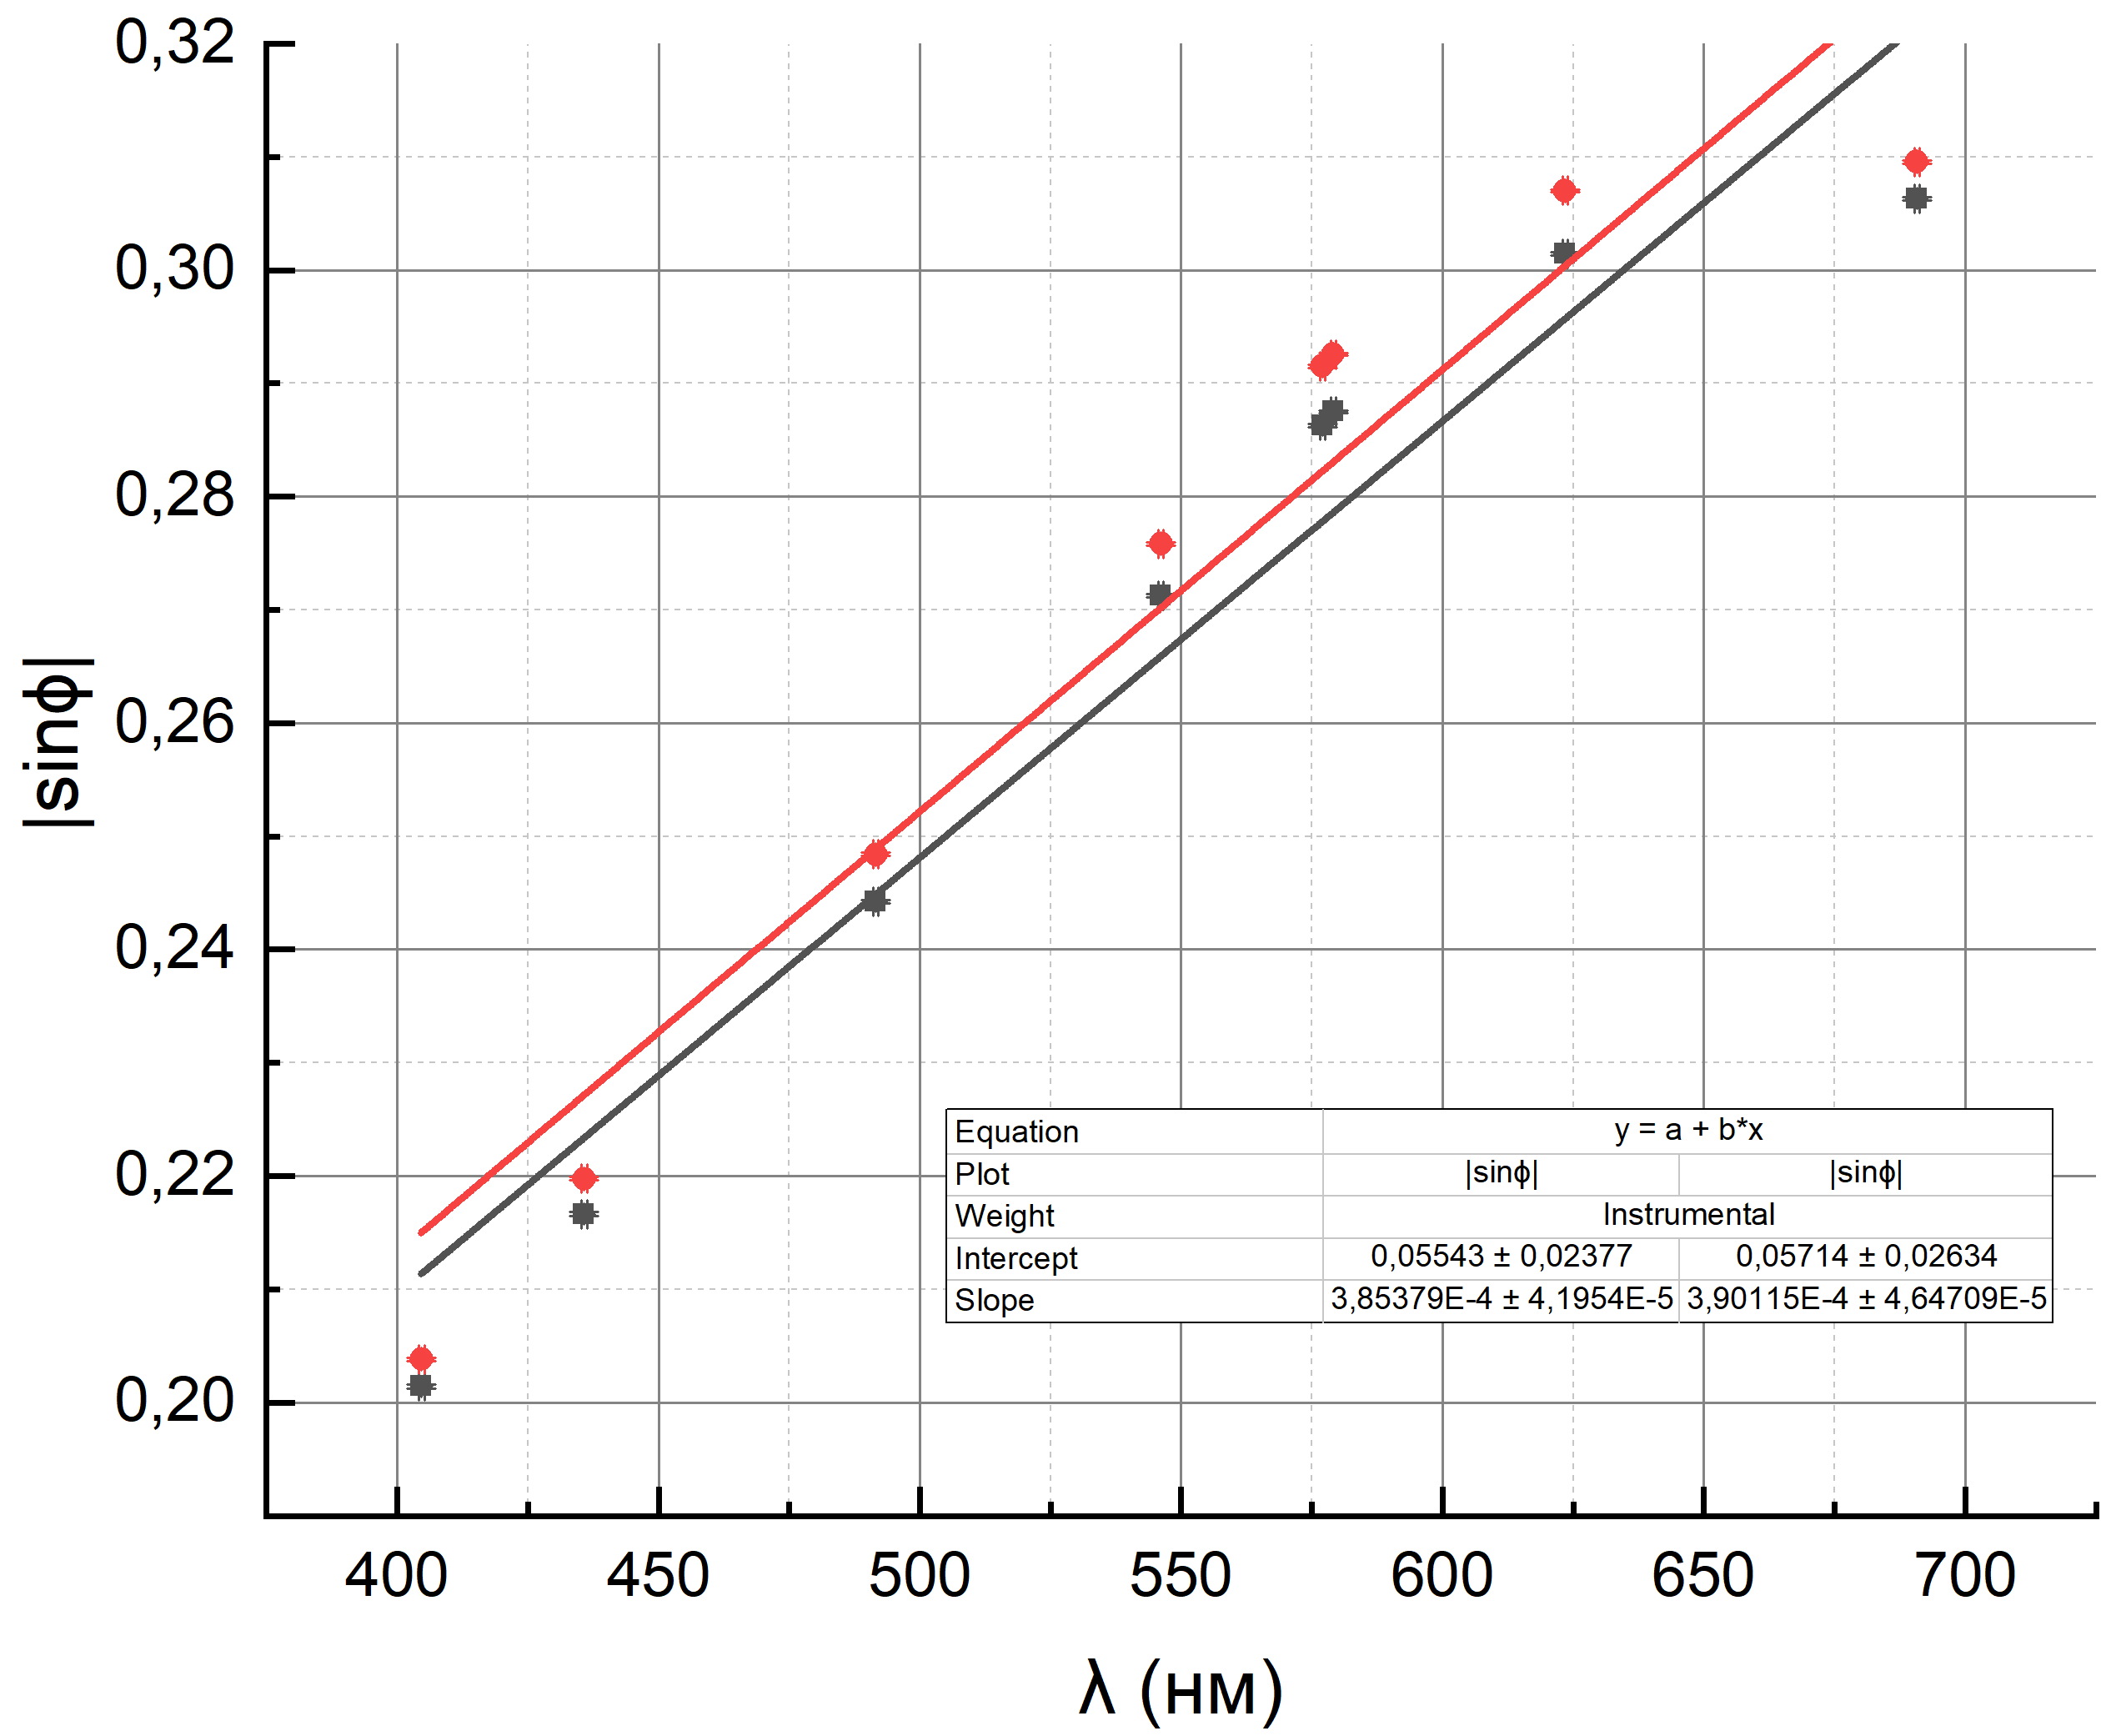 0,32
0,30
0,28
0,26
0,24
0,22
0,20
|sinϕ|
Equation y = a + b*x
Plot |sinϕ| |sinϕ|
Weight Instrumental
Intercept 0,05543 ± 0,02377 0,05714 ± 0,02634
Slope 3,85379E-4 ± 4,1954E-5 3,90115E-4 ± 4,64709E-5
400 450 500 550 600 650 700
λ (нм)